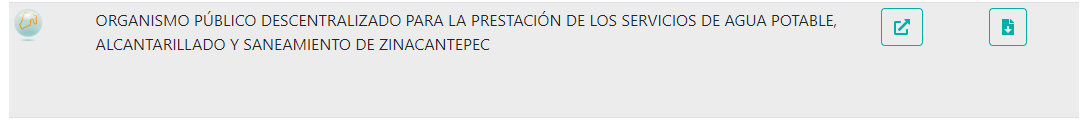 ORGANISMO PÚBLICO DESCENTRALIZADO PARA LA PRESTACIÓN DE LOS SERVICIOS DE AGUA POTABLE,
ALCANTARILLADO Y SANEAMIENTO DE ZINACANTEPEC